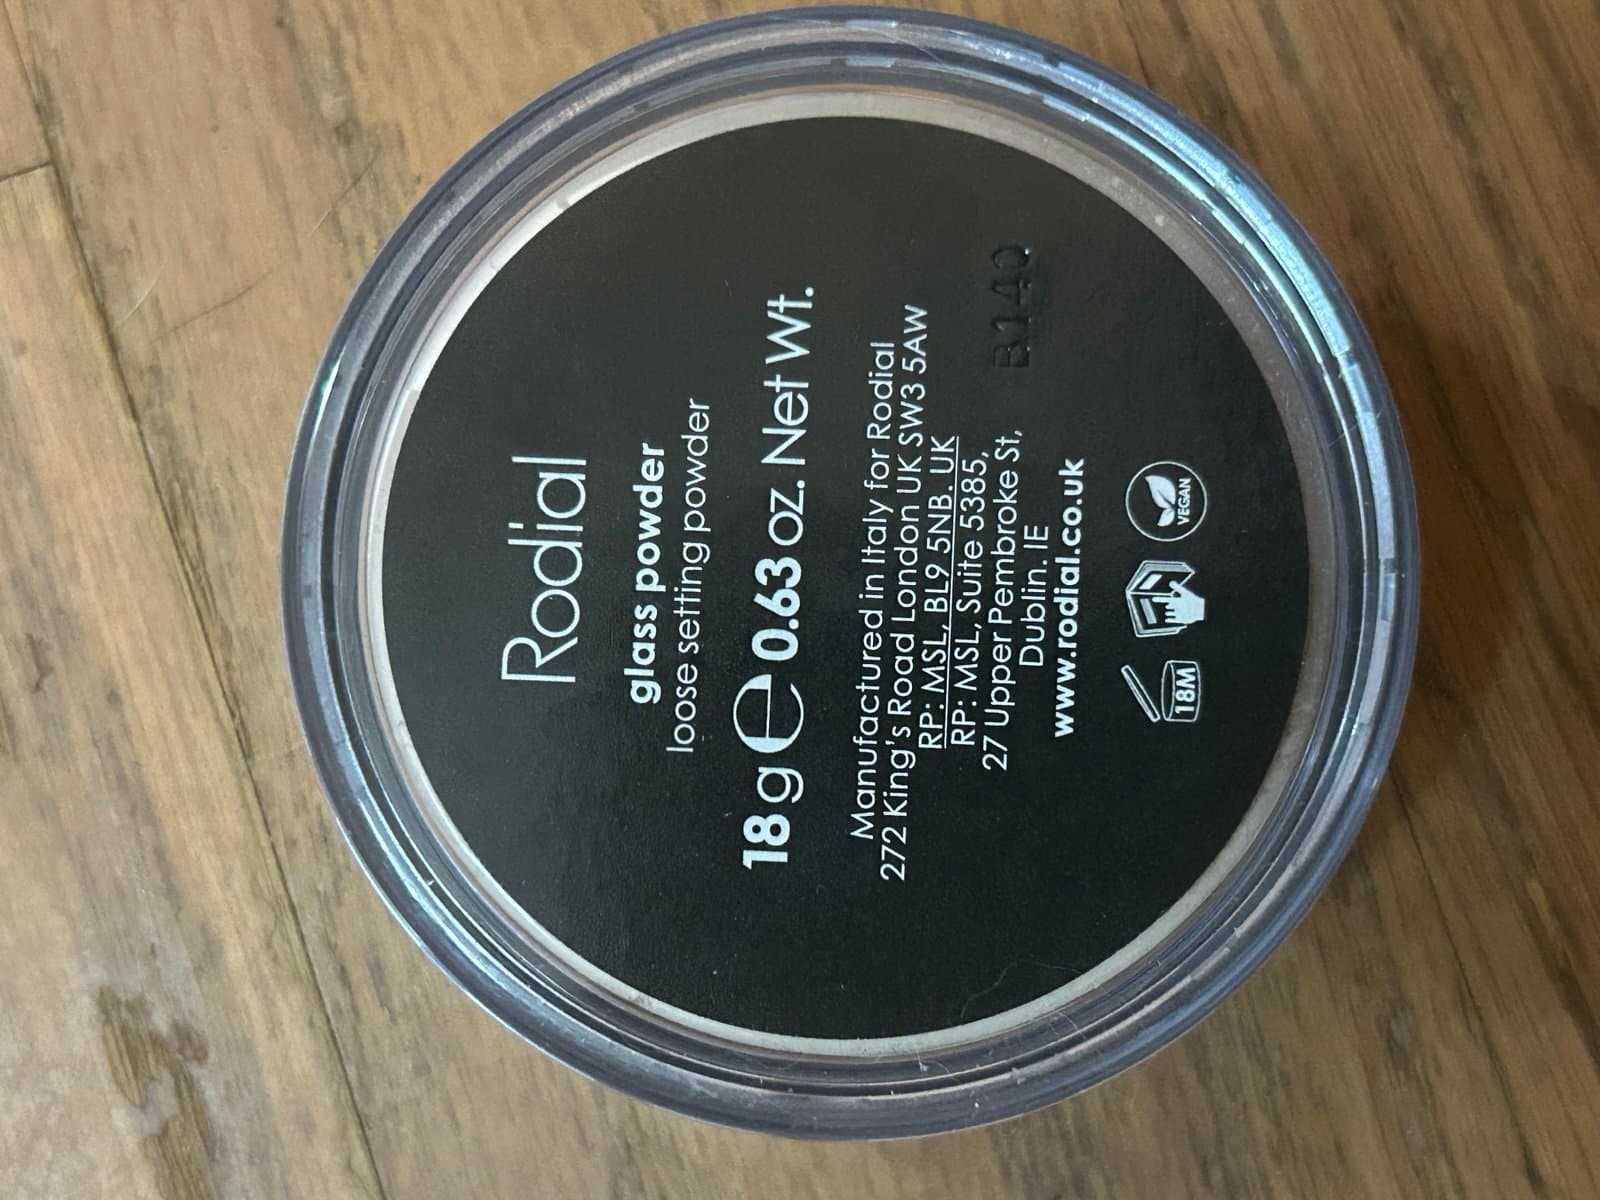 Rodial
glass powder
loose setting powder
18 g ℮ 0.63 oz. Net Wt.
Manufactured in Italy for Rodial
272 King's Road London UK SW3 5AW
RP: MSL, BL9 5NB. UK
RP: MSL, Suite 5385,
27 Upper Pembroke St,
Dublin. IE
www.rodial.co.uk
B140
18M
VEGAN